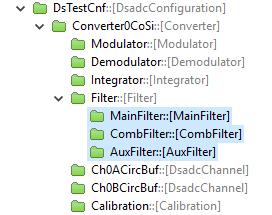 DsTestCnf::[DsadcConfiguration]
Converter0CoSi::[Converter]
Modulator::[Modulator]
Demodulator::[Demodulator]
Integrator::[Integrator]
Filter::[Filter]
MainFilter::[MainFilter]
CombFilter::[CombFilter]
AuxFilter::[AuxFilter]
Ch0ACircBuf::[DsadcChannel]
Ch0BCircBuf::[DsadcChannel]
Calibration::[Calibration]